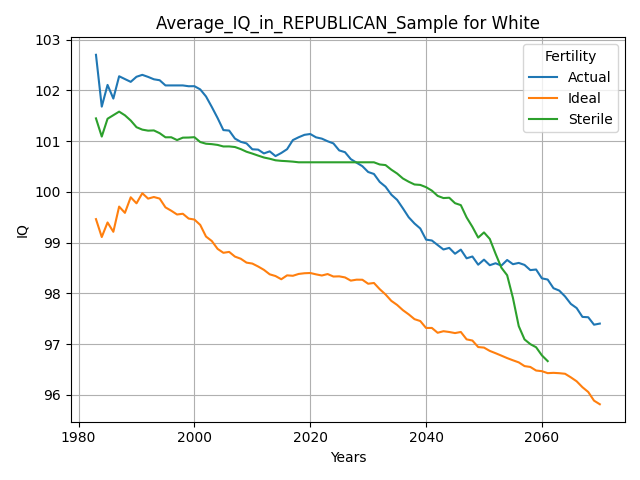 Average_IQ_in_REPUBLICAN_Sample for White
103
102
101
100
99
98
97
96
IQ
Fertility
Actual
Ideal
Sterile
1980
2000
2020
2040
2060
Years